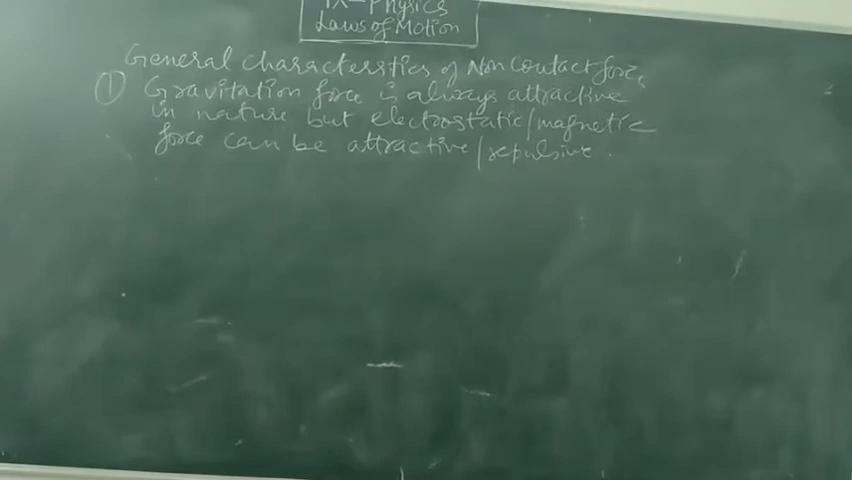 IX-Physics
Laws of Motion
General characterstics of Non Contact force,
① Gravitation force is always attractive
in nature but electrostatic/magnetic
force can be attractive/repulsive.